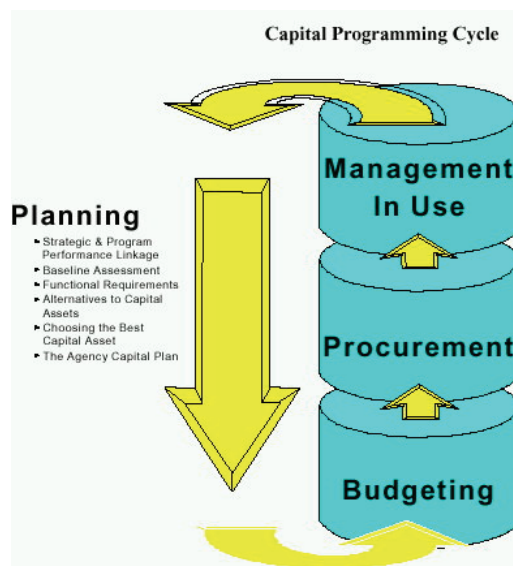 Capital Programming Cycle
Management
In Use
Planning
Strategic & Program
Performance Linkage
Baseline Assessment
Functional Requirements
Alternatives to Capital
Assets
Choosing the Best
Capital Asset
The Agency Capital Plan
Procurement
Budgeting